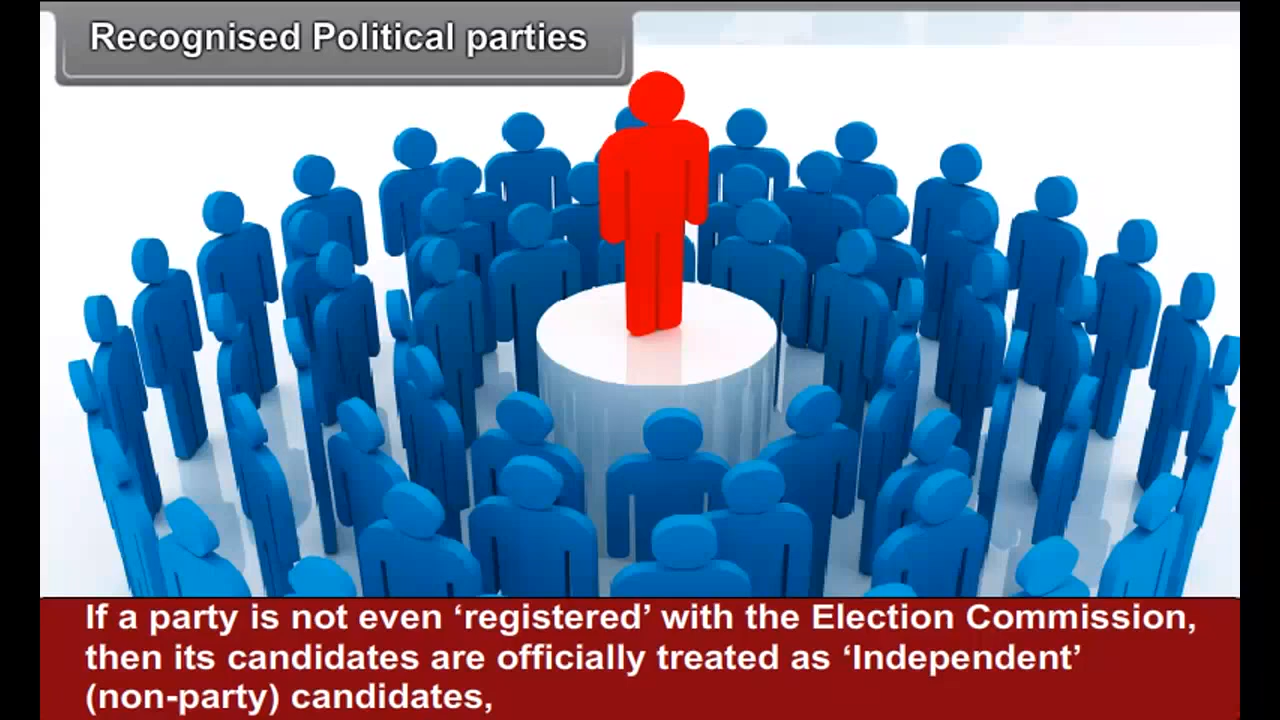 Recognised Political parties
If a party is not even ‘registered’ with the Election Commission,
then its candidates are officially treated as ‘Independent’
(non-party) candidates,